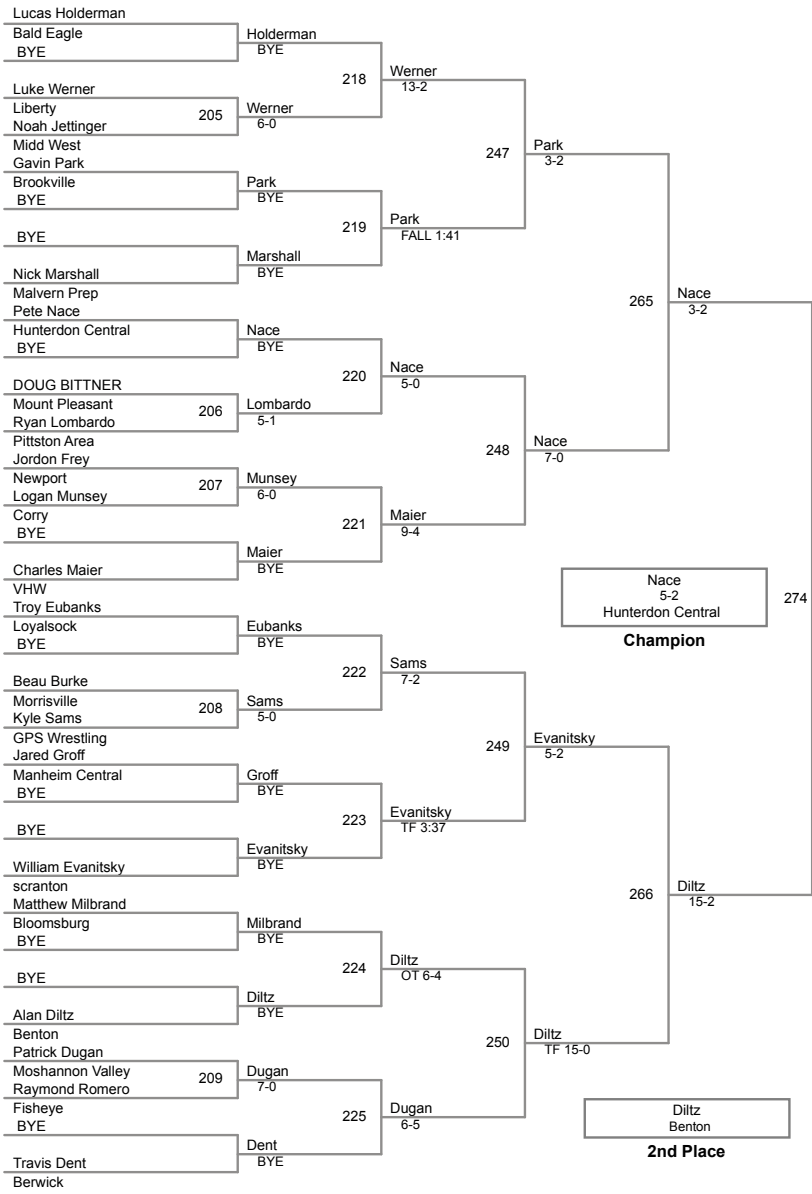 Lucas Holderman
Bald Eagle
BYE
Luke Werner
Liberty
Noah Jettinger
Midd West
Gavin Park
Brookville
BYE
BYE
Nick Marshall
Malvern Prep
Pete Nace
Hunterdon Central
BYE
DOUG BITTNER
Mount Pleasant
Ryan Lombardo
Pittston Area
Jordon Frey
Newport
Logan Munsey
Corry
BYE
Charles Maier
VHW
Troy Eubanks
Loyalsock
BYE
Beau Burke
Morrisville
Kyle Sams
GPS Wrestling
Jared Groff
Manheim Central
BYE
BYE
William Evanitsky
scranton
Matthew Milbrand
Bloomsburg
BYE
BYE
Alan Diltz
Benton
Patrick Dugan
Moshannon Valley
Raymond Romero
Fisheye
BYE
Travis Dent
Berwick
205
206
207
208
209
Holderman
BYE
Werner
6-0
Park
BYE
Marshall
BYE
Nace
BYE
Lombardo
5-1
Munsey
6-0
Maier
BYE
Eubanks
BYE
Sams
5-0
Groff
BYE
Evanitsky
BYE
Milbrand
BYE
Diltz
BYE
Dugan
7-0
Dent
BYE
218
219
220
221
222
223
224
225
Werner
13-2
Park
FALL 1:41
Nace
5-0
Maier
9-4
Sams
7-2
Evanitsky
TF 3:37
Diltz
OT 6-4
Dugan
6-5
247
248
249
250
Park
3-2
Nace
7-0
Evanitsky
5-2
Diltz
TF 15-0
265
266
Nace
3-2
Diltz
15-2
274
Nace
5-2
Hunterdon Central
Champion
Diltz
Benton
2nd Place